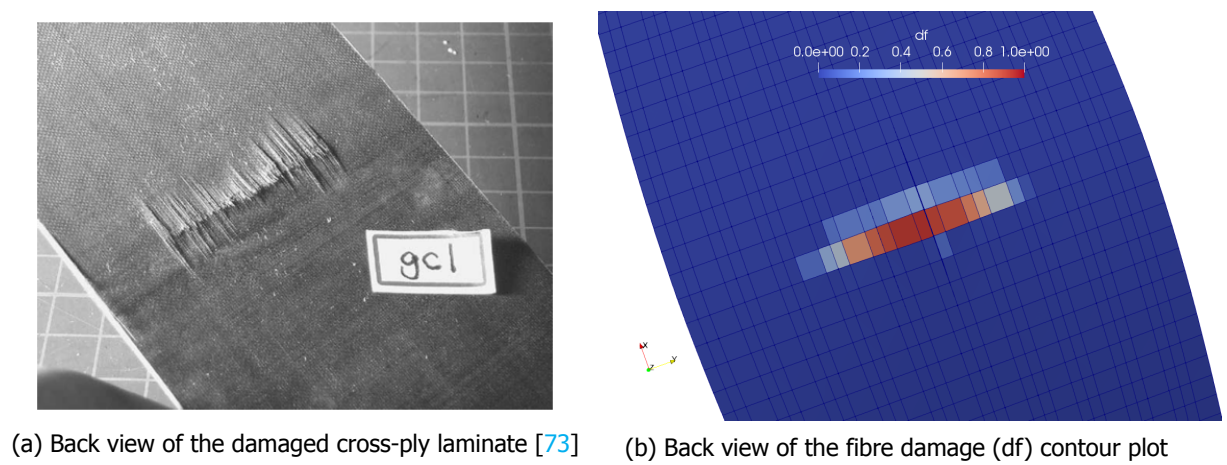 gcl
df
0.0e+00 0.2 0.4 0.6 0.8 1.0e+00
X
Y
Z
(a) Back view of the damaged cross-ply laminate [73]
(b) Back view of the fibre damage (df) contour plot